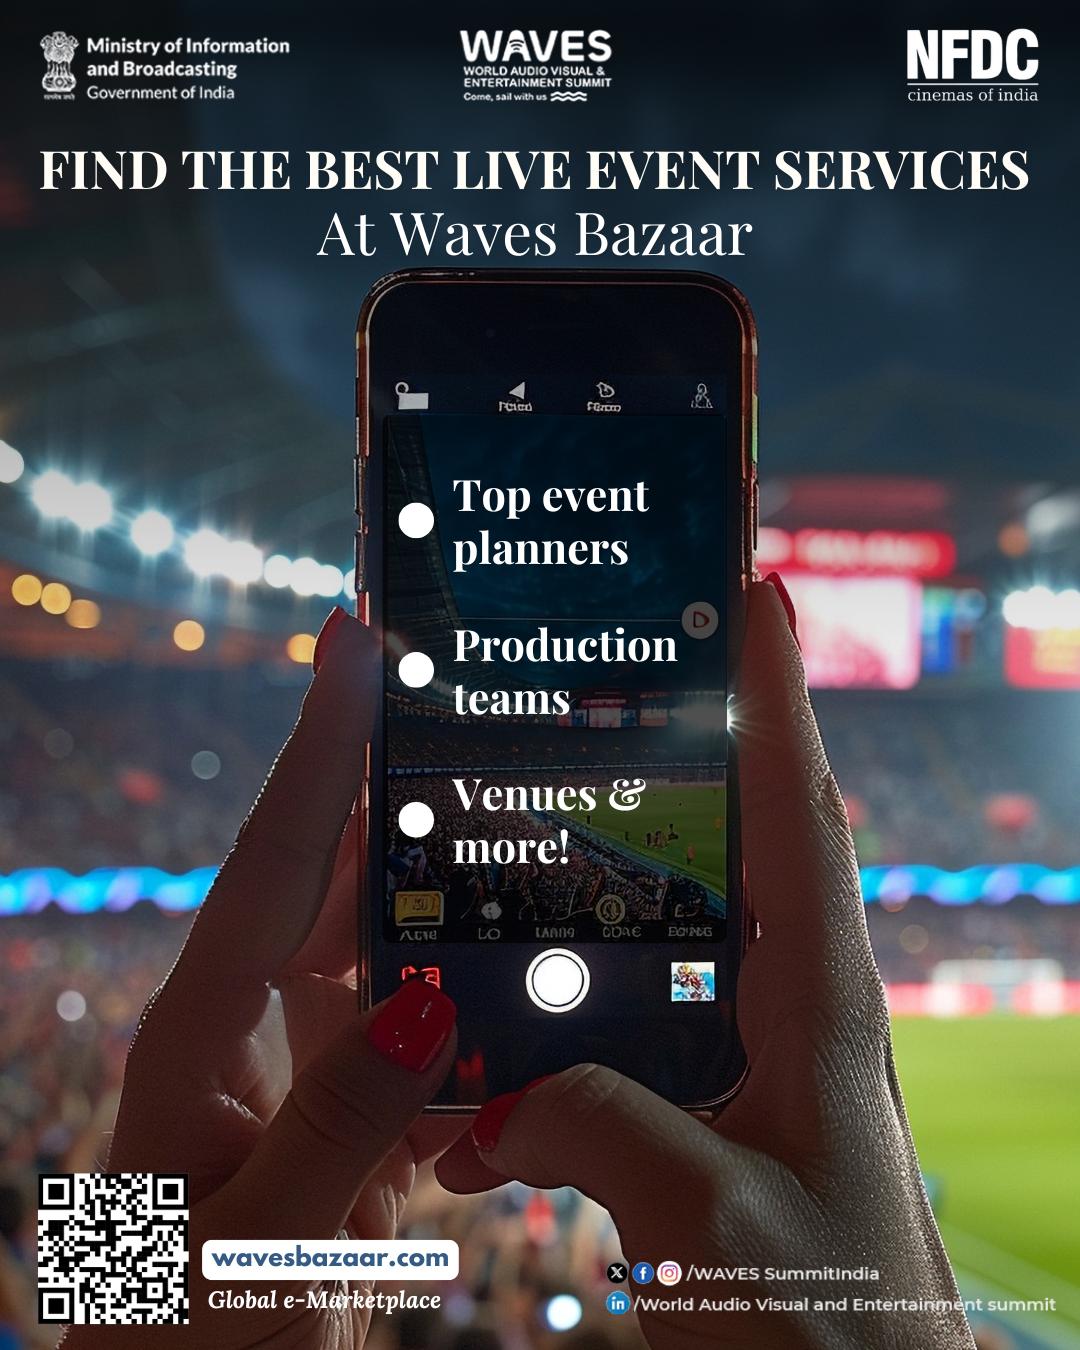 Ministry of Information
and Broadcasting
Government of India
WAVES
WORLD AUDIO VISUAL &
ENTERTAINMENT SUMMIT
Come, sail with us
NFDC
cinemas of india
FIND THE BEST LIVE EVENT SERVICES
At Waves Bazaar
Top event
planners
Production
teams
Venues &
more!
wavesbazaar.com
Global e-Marketplace
/WAVES SummitIndia
/World Audio Visual and Entertainment summit